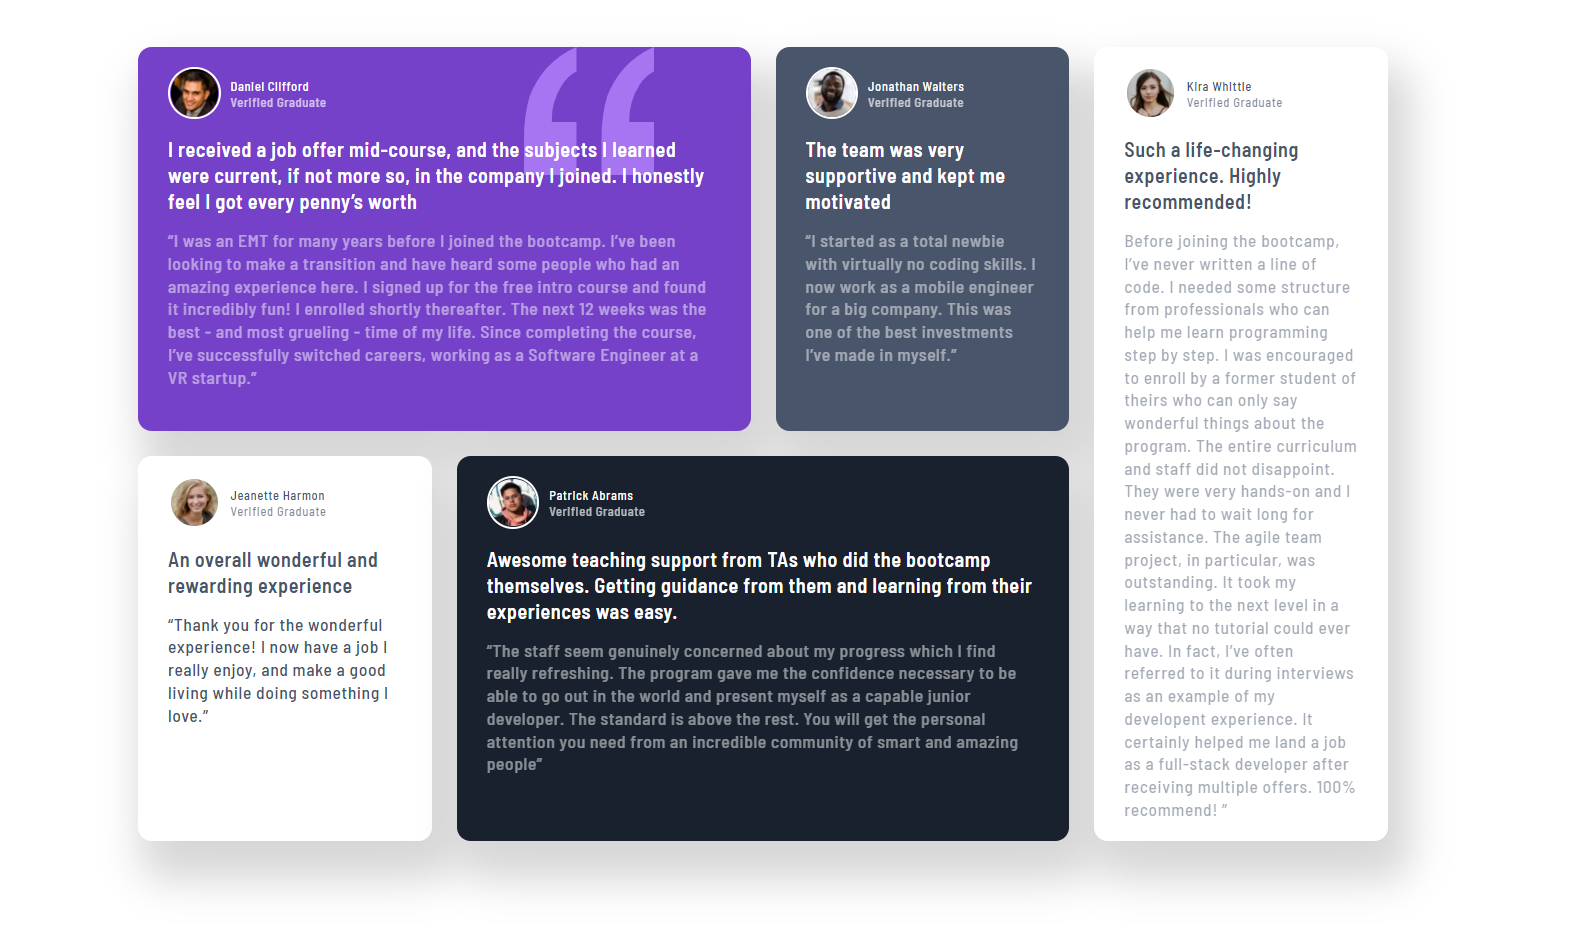 Daniel Clifford
Verified Graduate
I received a job offer mid-course, and the subjects I learned
were current, if not more so, in the company I joined. I honestly
feel I got every penny’s worth
“I was an EMT for many years before I joined the bootcamp. I’ve been
looking to make a transition and have heard some people who had an
amazing experience here. I signed up for the free intro course and found
it incredibly fun! I enrolled shortly thereafter. The next 12 weeks was the
best - and most grueling - time of my life. Since completing the course,
I’ve successfully switched careers, working as a Software Engineer at a
VR startup.”
Jonathan Walters
Verified Graduate
The team was very
supportive and kept me
motivated
“I started as a total newbie
with virtually no coding skills. I
now work as a mobile engineer
for a big company. This was
one of the best investments
I’ve made in myself.”
Kira Whittle
Verified Graduate
Such a life-changing
experience. Highly
recommended!
Before joining the bootcamp,
I’ve never written a line of
code. I needed some structure
from professionals who can
help me learn programming
step by step. I was encouraged
to enroll by a former student of
theirs who can only say
wonderful things about the
program. The entire curriculum
and staff did not disappoint.
They were very hands-on and I
never had to wait long for
assistance. The agile team
project, in particular, was
outstanding. It took my
learning to the next level in a
way that no tutorial could ever
have. In fact, I’ve often
referred to it during interviews
as an example of my
developent experience. It
certainly helped me land a job
as a full-stack developer after
receiving multiple offers. 100%
recommend! ”
Jeanette Harmon
Verified Graduate
An overall wonderful and
rewarding experience
“Thank you for the wonderful
experience! I now have a job I
really enjoy, and make a good
living while doing something I
love.”
Patrick Abrams
Verified Graduate
Awesome teaching support from TAs who did the bootcamp
themselves. Getting guidance from them and learning from their
experiences was easy.
“The staff seem genuinely concerned about my progress which I find
really refreshing. The program gave me the confidence necessary to be
able to go out in the world and present myself as a capable junior
developer. The standard is above the rest. You will get the personal
attention you need from an incredible community of smart and amazing
people”